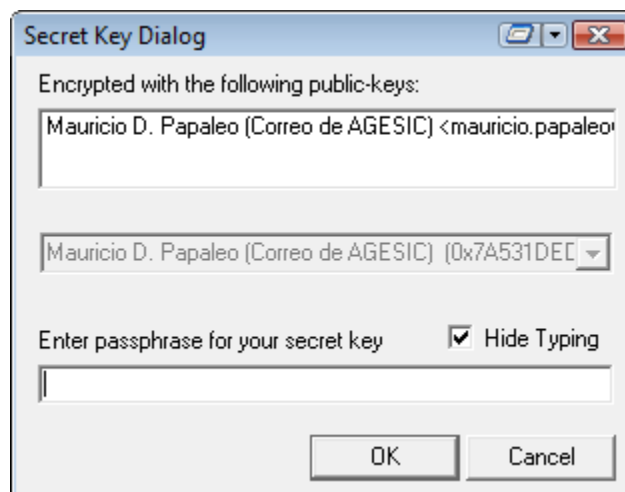 Secret Key Dialog
Encrypted with the following public-keys:
Mauricio D. Papaleo (Correo de AGESIC) <mauricio.papaleo
Mauricio D. Papaleo (Correo de AGESIC) (0x7A531DED
Enter passphrase for your secret key Hide Typing
OK Cancel